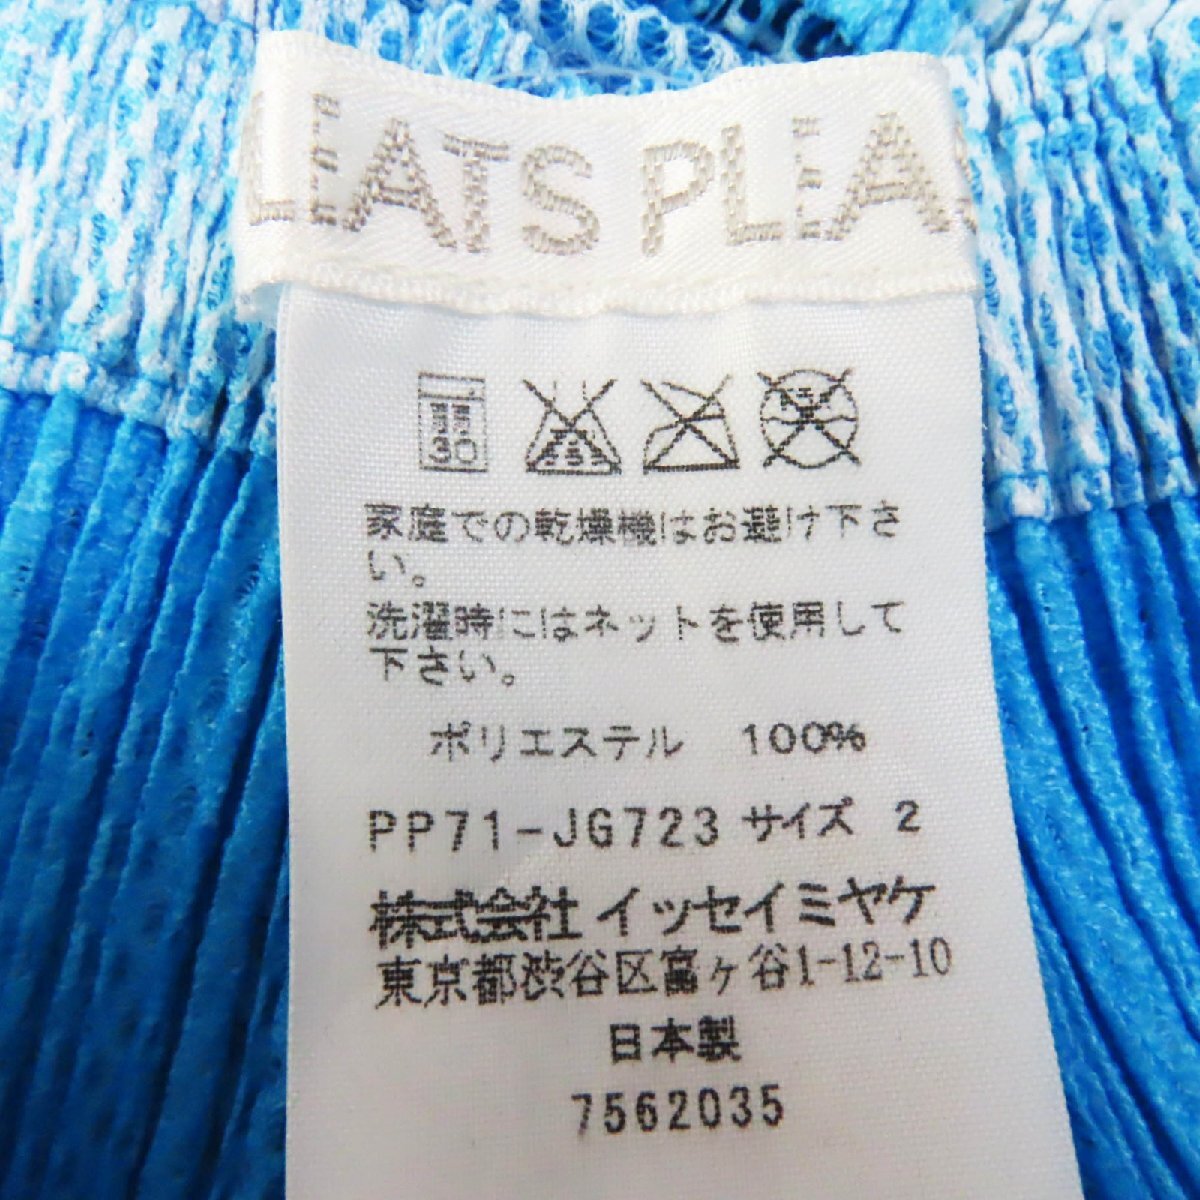 LEATS PLEA
30
家庭での乾燥機はお避け下さ
い。
洗濯時にはネットを使用して
下さい。
ポリエステル 100%
PP71-JG723 サイズ 2
株式会社 イッセイミヤケ
東京都渋谷区富ヶ谷1-12-10
日本製
7562035